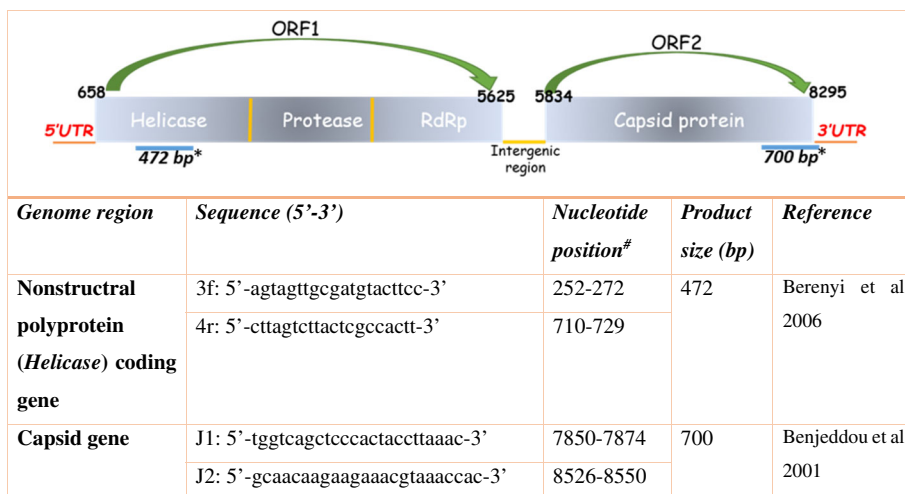 ORF1
ORF2
658
5625
5834
8295
Helicase
Protease
RdRp
Capsid protein
5'UTR
3'UTR
472 bp*
Intergenic
region
700 bp*
Genome region Sequence (5'-3') Nucleotide position# Product size (bp) Reference
Nonstructral polyprotein (Helicase) coding gene 3f: 5'-agtagttgcgatgtacttcc-3' 252-272 472 Berenyi et al 2006
4r: 5'-cttagtcttactcgccactt-3' 710-729
Capsid gene J1: 5'-tggtcagctcccactaccttaaac-3' 7850-7874 700 Benjeddou et al 2001
J2: 5'-gcaacaagaagaaacgtaaaccac-3' 8526-8550